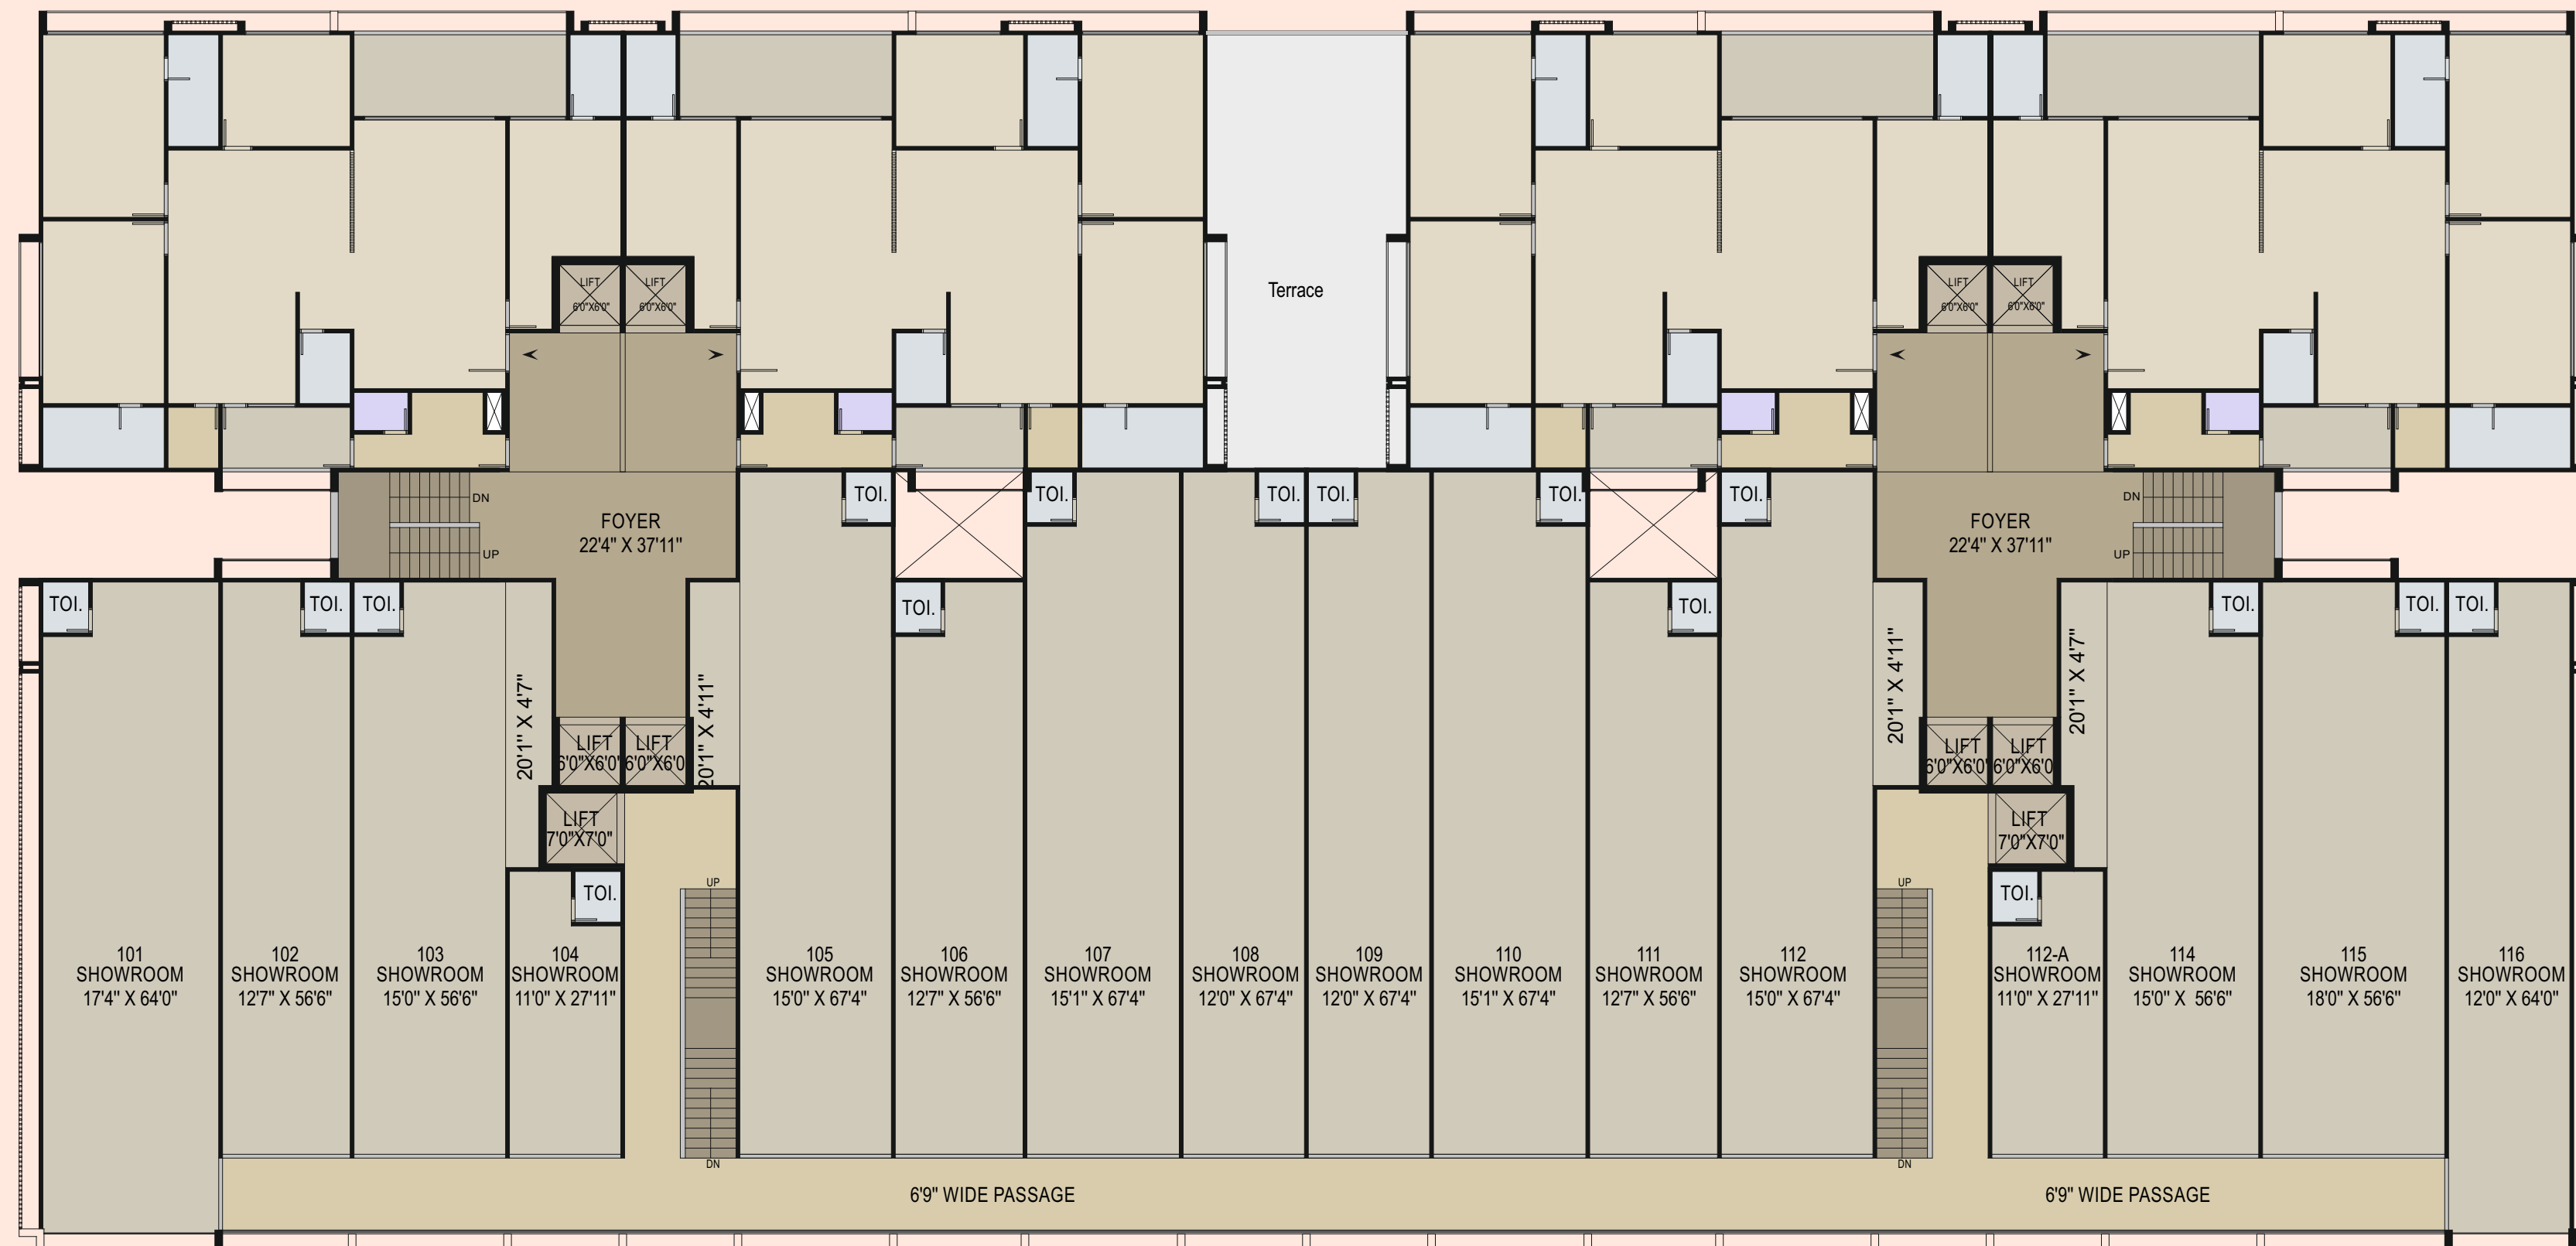 LIFT
6'0"X6'0"
LIFT
6'0"X6'0"
Terrace
LIFT
6'0"X6'0"
LIFT
6'0"X6'0"
TOI.
TOI.
TOI.
TOI.
TOI.
TOI.
DN
UP
FOYER
22'4" X 37'11"
FOYER
22'4" X 37'11"
DN
UP
TOI.
TOI.
TOI.
TOI.
TOI.
TOI.
TOI.
TOI.
20'1" X 4'7"
20'1" X 4'11"
20'1" X 4'11"
20'1" X 4'7"
LIFT
6'0"X6'0"
LIFT
6'0"X6'0
LIFT
6'0"X6'0"
LIFT
6'0"X6'0
LIFT
7'0"X7'0"
LIFT
7'0"X7'0"
TOI.
UP
UP
TOI.
101
SHOWROOM
17'4" X 64'0"
102
SHOWROOM
12'7" X 56'6"
103
SHOWROOM
15'0" X 56'6"
104
SHOWROOM
11'0" X 27'11"
105
SHOWROOM
15'0" X 67'4"
106
SHOWROOM
12'7" X 56'6"
107
SHOWROOM
15'1" X 67'4"
108
SHOWROOM
12'0" X 67'4"
109
SHOWROOM
12'0" X 67'4"
110
SHOWROOM
15'1" X 67'4"
111
SHOWROOM
12'7" X 56'6"
112
SHOWROOM
15'0" X 67'4"
112-A
SHOWROOM
11'0" X 27'11"
114
SHOWROOM
15'0" X 56'6"
115
SHOWROOM
18'0" X 56'6"
116
SHOWROOM
12'0" X 64'0"
DN
DN
6'9" WIDE PASSAGE
6'9" WIDE PASSAGE